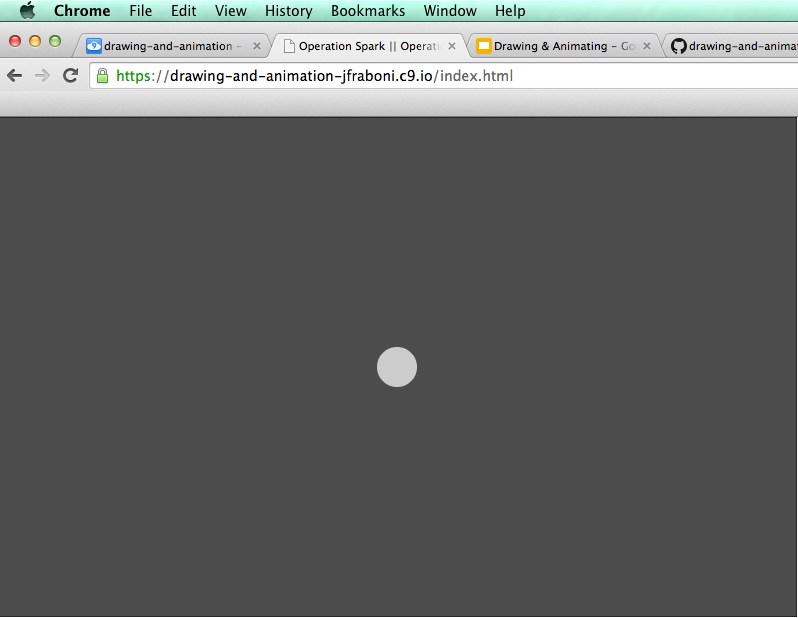 Chrome File Edit View History Bookmarks Window Help
drawing-and-animation - Operation Spark || Operati Drawing & Animating - Go drawing-and-animat
https://drawing-and-animation-jfraboni.c9.io/index.html